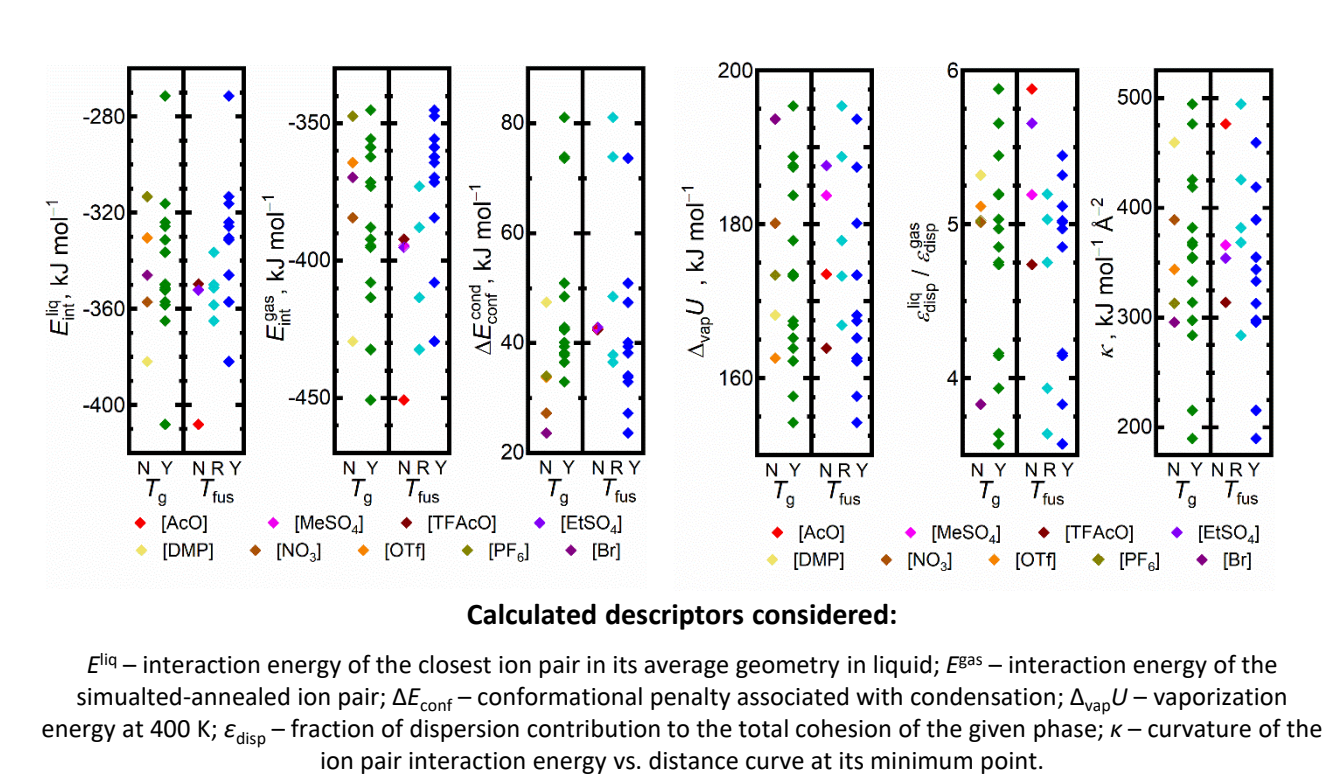 -280
-320
-360
-400
E^liq_int, kJ mol⁻¹
N Y N R Y
T_g T_fus
-350
-400
-450
E^gas_int, kJ mol⁻¹
N Y N R Y
T_g T_fus
80
60
40
20
ΔE^cond_conf, kJ mol⁻¹
N Y N R Y
T_g T_fus
200
180
160
Δ_vapU, kJ mol⁻¹
N Y N R Y
T_g T_fus
6
5
4
ε^liq_disp / ε^gas_disp
N Y N R Y
T_g T_fus
500
400
300
200
κ, kJ mol⁻¹ Å⁻²
N Y N R Y
T_g T_fus
[AcO] [MeSO₄] [TFAcO] [EtSO₄]
[DMP] [NO₃] [OTf] [PF₆] [Br]
[AcO] [MeSO₄] [TFAcO] [EtSO₄]
[DMP] [NO₃] [OTf] [PF₆] [Br]
Calculated descriptors considered:
E^liq – interaction energy of the closest ion pair in its average geometry in liquid; E^gas – interaction energy of the
simualted-annealed ion pair; ΔE_conf – conformational penalty associated with condensation; Δ_vapU – vaporization
energy at 400 K; ε_disp – fraction of dispersion contribution to the total cohesion of the given phase; κ – curvature of the
ion pair interaction energy vs. distance curve at its minimum point.